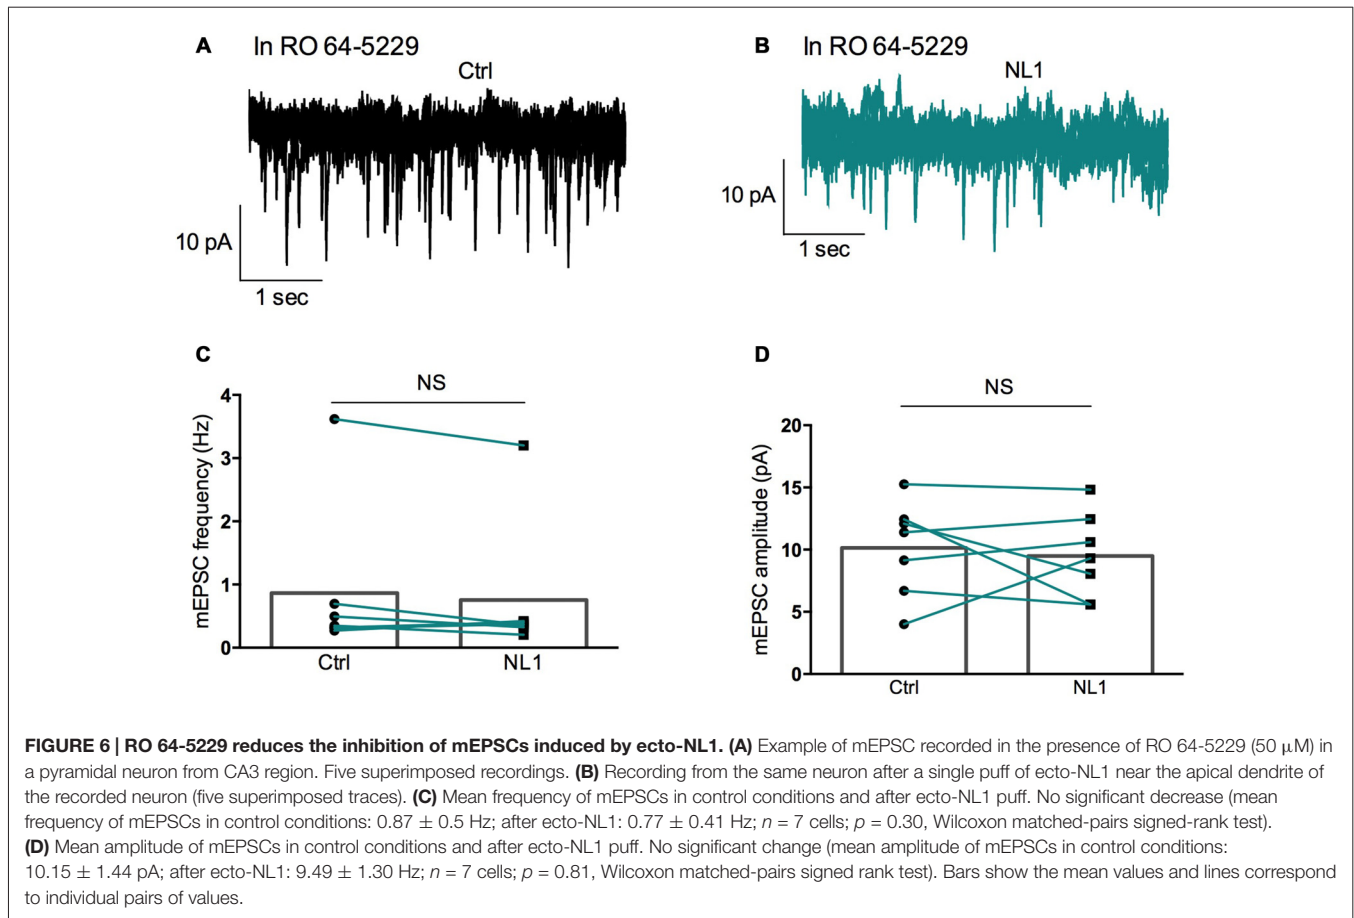 A In RO 64-5229
Ctrl
10 pA
1 sec
B In RO 64-5229
NL1
10 pA
1 sec
C
NS
mEPSC frequency (Hz)
4
3
2
1
0
Ctrl NL1
D
NS
mEPSC amplitude (pA)
20
15
10
5
0
Ctrl NL1
FIGURE 6 | RO 64-5229 reduces the inhibition of mEPSCs induced by ecto-NL1. (A) Example of mEPSC recorded in the presence of RO 64-5229 (50 μM) in
a pyramidal neuron from CA3 region. Five superimposed recordings. (B) Recording from the same neuron after a single puff of ecto-NL1 near the apical dendrite of
the recorded neuron (five superimposed traces). (C) Mean frequency of mEPSCs in control conditions and after ecto-NL1 puff. No significant decrease (mean
frequency of mEPSCs in control conditions: 0.87 ± 0.5 Hz; after ecto-NL1: 0.77 ± 0.41 Hz; n = 7 cells; p = 0.30, Wilcoxon matched-pairs signed-rank test).
(D) Mean amplitude of mEPSCs in control conditions and after ecto-NL1 puff. No significant change (mean amplitude of mEPSCs in control conditions:
10.15 ± 1.44 pA; after ecto-NL1: 9.49 ± 1.30 Hz; n = 7 cells; p = 0.81, Wilcoxon matched-pairs signed rank test). Bars show the mean values and lines correspond
to individual pairs of values.